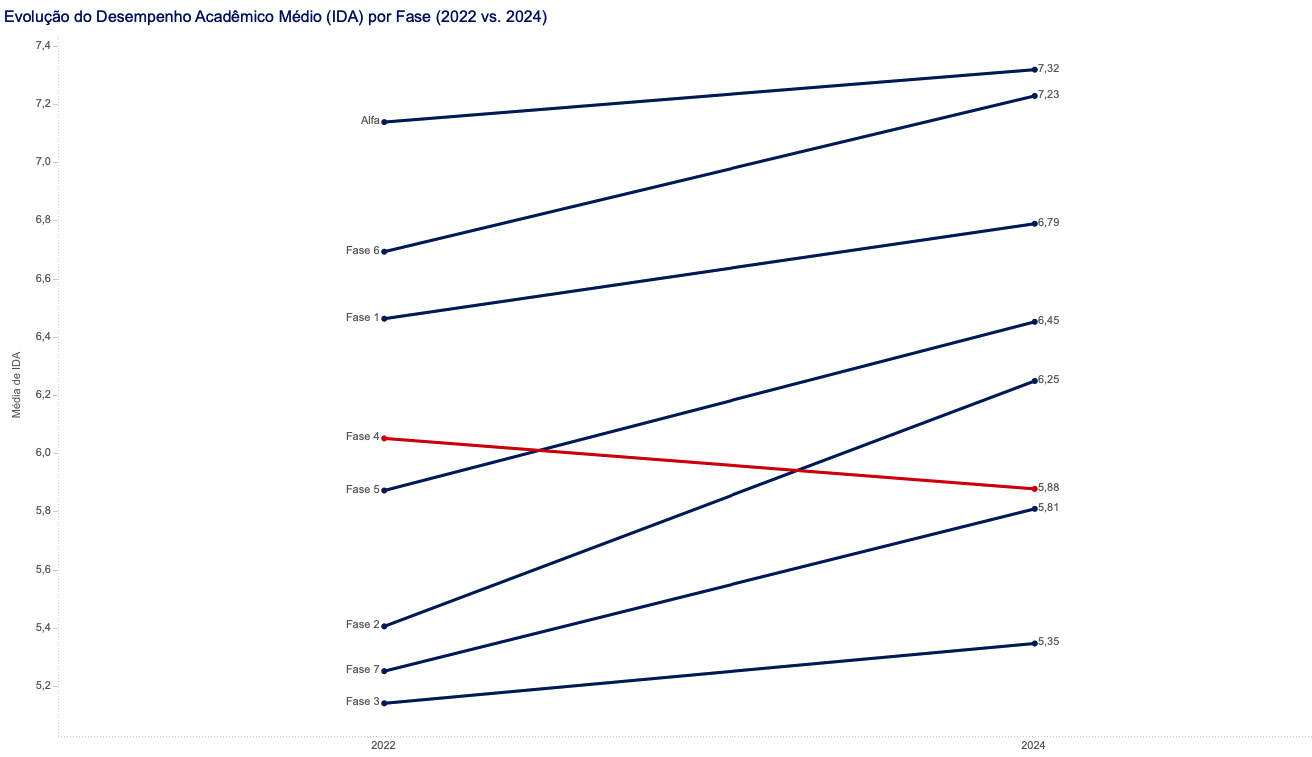 Evolução do Desempenho Acadêmico Médio (IDA) por Fase (2022 vs. 2024)
7,4
7,2
7,0
6,8
6,6
6,4
6,2
6,0
5,8
5,6
5,4
5,2
Média de IDA
Alfa
Fase 6
Fase 1
Fase 4
Fase 5
Fase 2
Fase 7
Fase 3
7,32
7,23
6,79
6,45
6,25
5,88
5,81
5,35
2022
2024